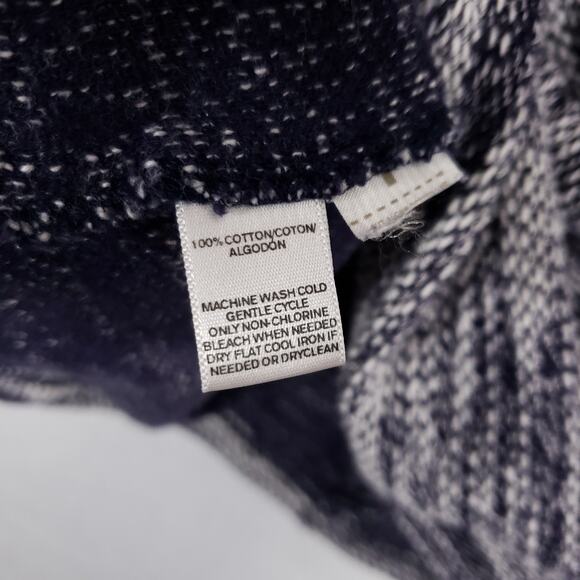 100% COTTON/COTON/
ALGODÓN
MACHINE WASH COLD
GENTLE CYCLE
ONLY NON-CHLORINE
BLEACH WHEN NEEDED
DRY FLAT COOL IRON IF
NEEDED OR DRYCLEAN